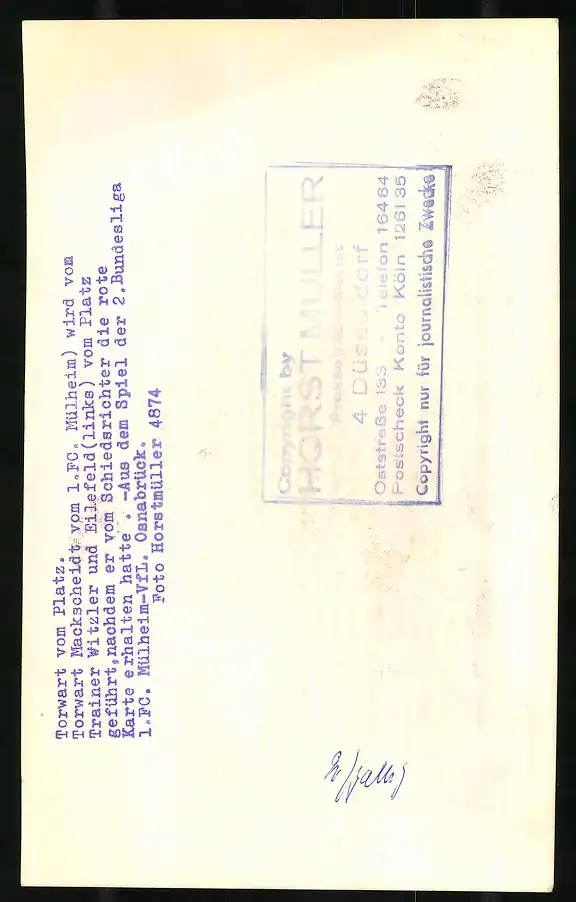 Torwart vom Platz.
Torwart Mackscheidt vom 1.FC. Mülheim) wird vom
Trainer Witzler und Eilefeld(links) vom Platz
geführt,nachdem er vom Schiedsrichter die rote
Karte erhalten hatte . -Aus dem Spiel der 2.Bundesliga
1.FC. Mülheim-VfL. Osnabrück.
Foto Horstmüller 4874
Copyright by
HORST MÜLLER
4 Düsseldorf
Oststraße 133 - Telefon 16464
Postscheck Konto Köln 1261 35
Copyright nur für journalistische Zwecke